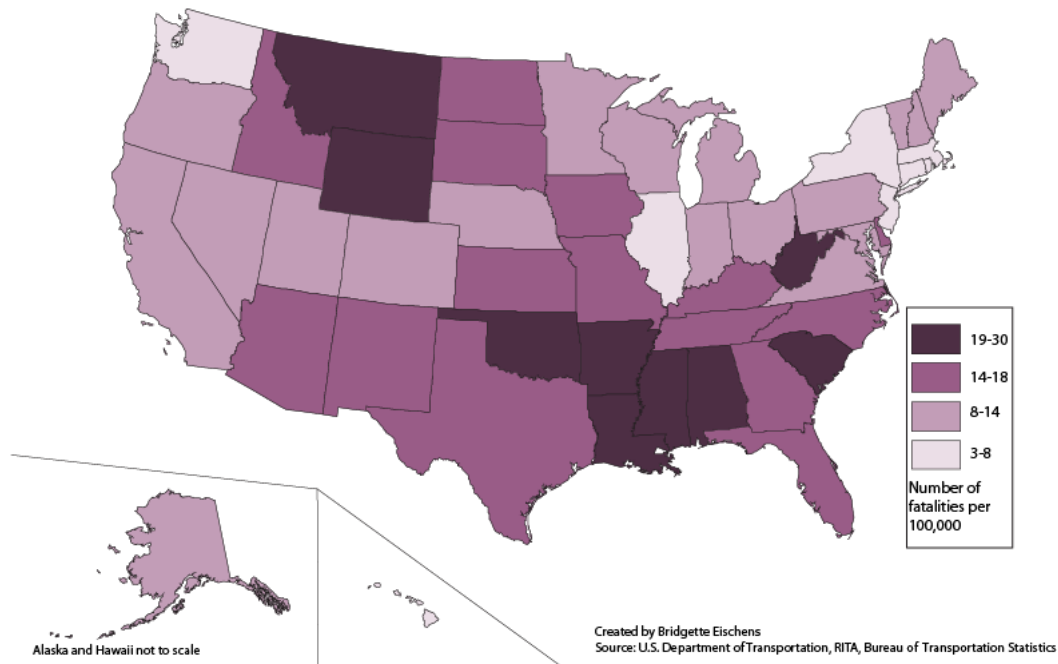 19-30
14-18
8-14
3-8
Number of
fatalities per
100,000
Alaska and Hawaii not to scale
Created by Bridgette Eischens
Source: U.S. Department of Transportation, RITA, Bureau of Transportation Statistics